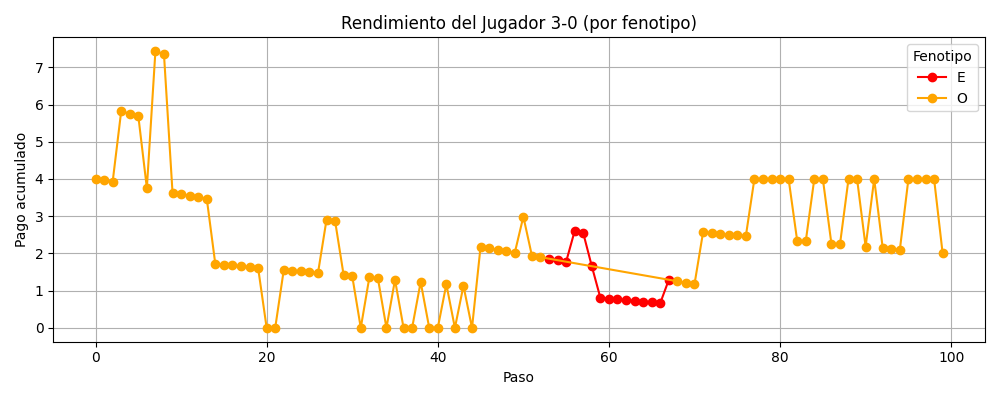 Rendimiento del Jugador 3-0 (por fenotipo)
Pago acumulado
7
6
5
4
3
2
1
0
Fenotipo
E
O
0 20 40 60 80 100
Paso